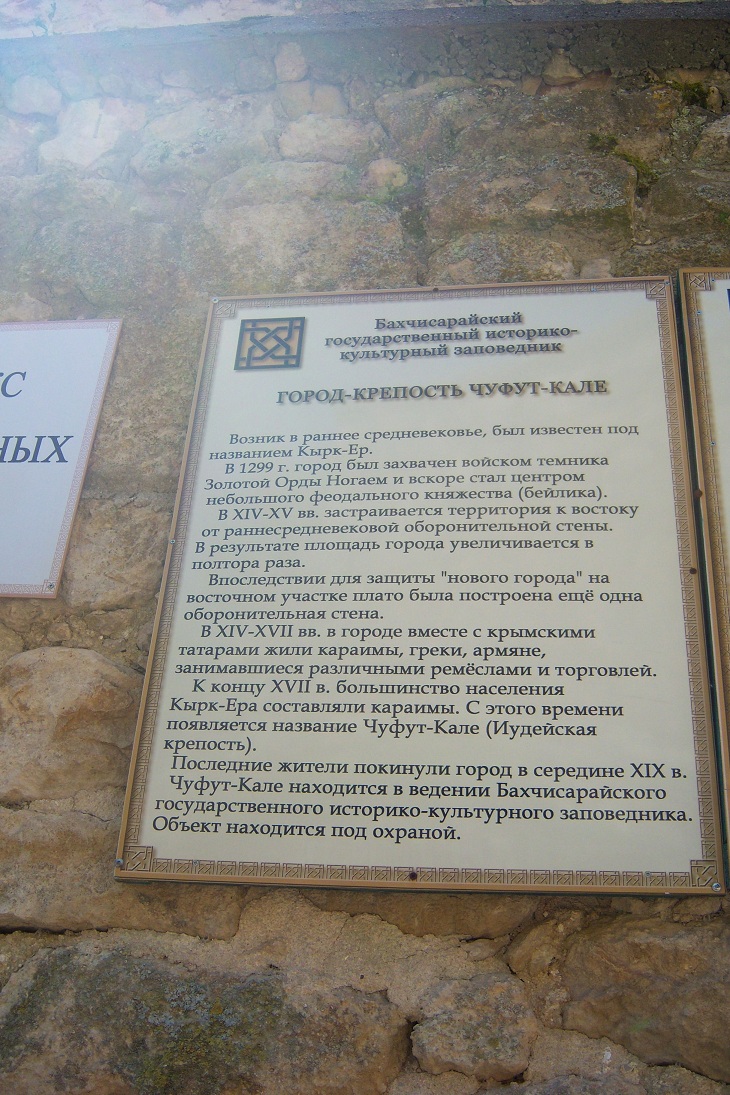 НЫХ
Бахчисарайский
государственный историко-
культурный заповедник
ГОРОД-КРЕПОСТЬ ЧУФУТ-КАЛЕ
Возник в раннее средневековье, был известен под
названием Кырк-Ер.
В 1299 г. город был захвачен войском темника
Золотой Орды Ногаем и вскоре стал центром
небольшого феодального княжества (бейлика).
В XIV-XV вв. застраивается территория к востоку
от раннесредневековой оборонительной стены.
В результате площадь города увеличивается в
полтора раза.
Впоследствии для защиты "нового города" на
восточном участке плато была построена ещё одна
оборонительная стена.
В XIV-XVII вв. в городе вместе с крымскими
татарами жили караимы, греки, армяне,
занимавшиеся различными ремёслами и торговлей.
К концу XVII в. большинство населения
Кырк-Ера составляли караимы. С этого времени
появляется название Чуфут-Кале (Иудейская
крепость).
Последние жители покинули город в середине XIX в.
Чуфут-Кале находится в ведении Бахчисарайского
государственного историко-культурного заповедника.
Объект находится под охраной.